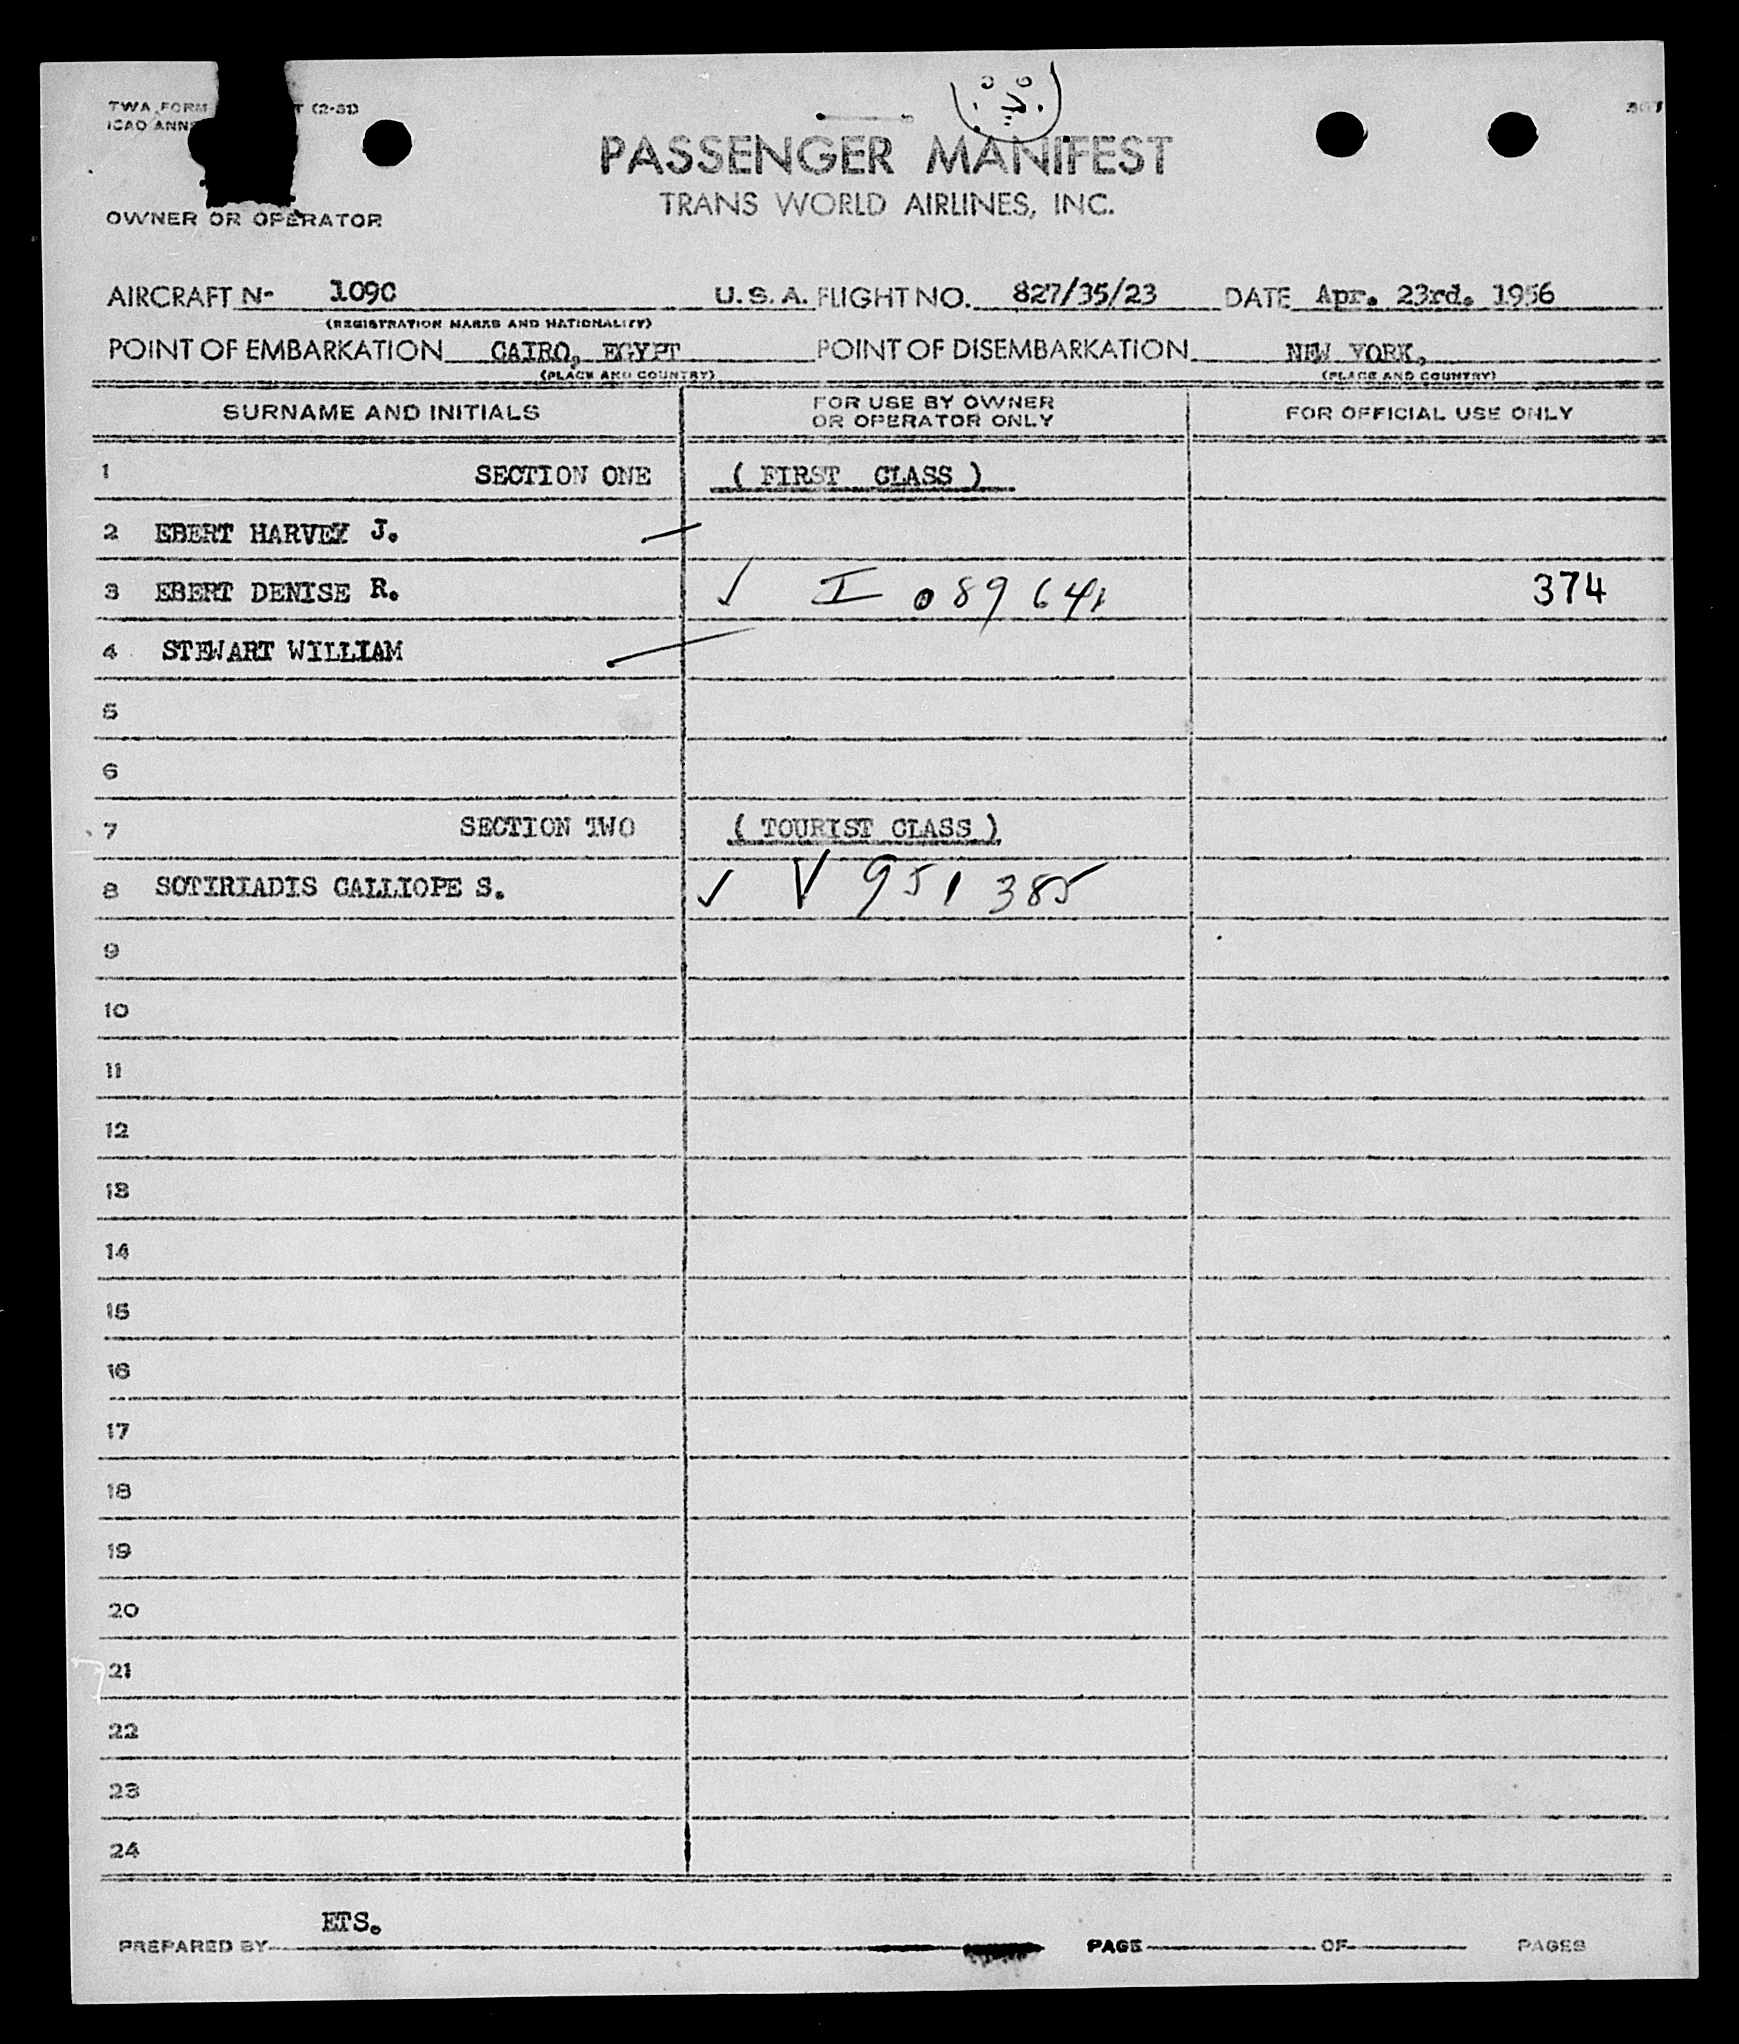 TWA FORM T (2-51)
ICAO ANNE
PASSENGER MANIFEST
TRANS WORLD AIRLINES, INC.
OWNER OR OPERATOR
AIRCRAFT N- 109C U.S.A. FLIGHT NO. 827/35/23 DATE Apr. 23rd. 1956
(REGISTRATION MARKS AND NATIONALITY)
POINT OF EMBARKATION CAIRO, EGYPT POINT OF DISEMBARKATION NEW YORK,
(PLACE AND COUNTRY) (PLACE AND COUNTRY)
SURNAME AND INITIALS FOR USE BY OWNER OR OPERATOR ONLY FOR OFFICIAL USE ONLY
1 SECTION ONE ( FIRST CLASS )
2 EBERT HARVEY J.
3 EBERT DENISE R. ✓ I 089641 374
4 STEWART WILLIAM
5
6
7 SECTION TWO ( TOURIST CLASS )
8 SOTIRIADIS CALLIOPE S. ✓ V 951385
9
10
11
12
13
14
15
16
17
18
19
20
21
22
23
24
ETS.
PREPARED BY PAGE OF PAGES